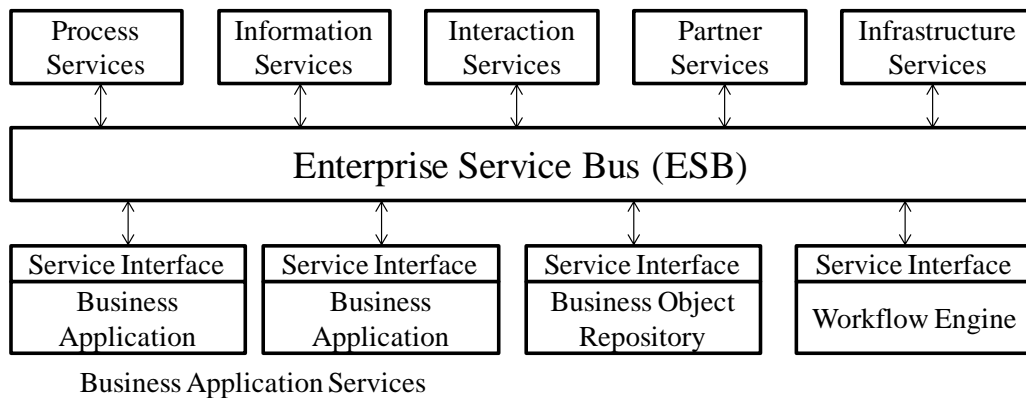 Process
Services
Information
Services
Interaction
Services
Partner
Services
Infrastructure
Services
Enterprise Service Bus (ESB)
Service Interface
Business
Application
Service Interface
Business
Application
Service Interface
Business Object
Repository
Service Interface
Workflow Engine
Business Application Services